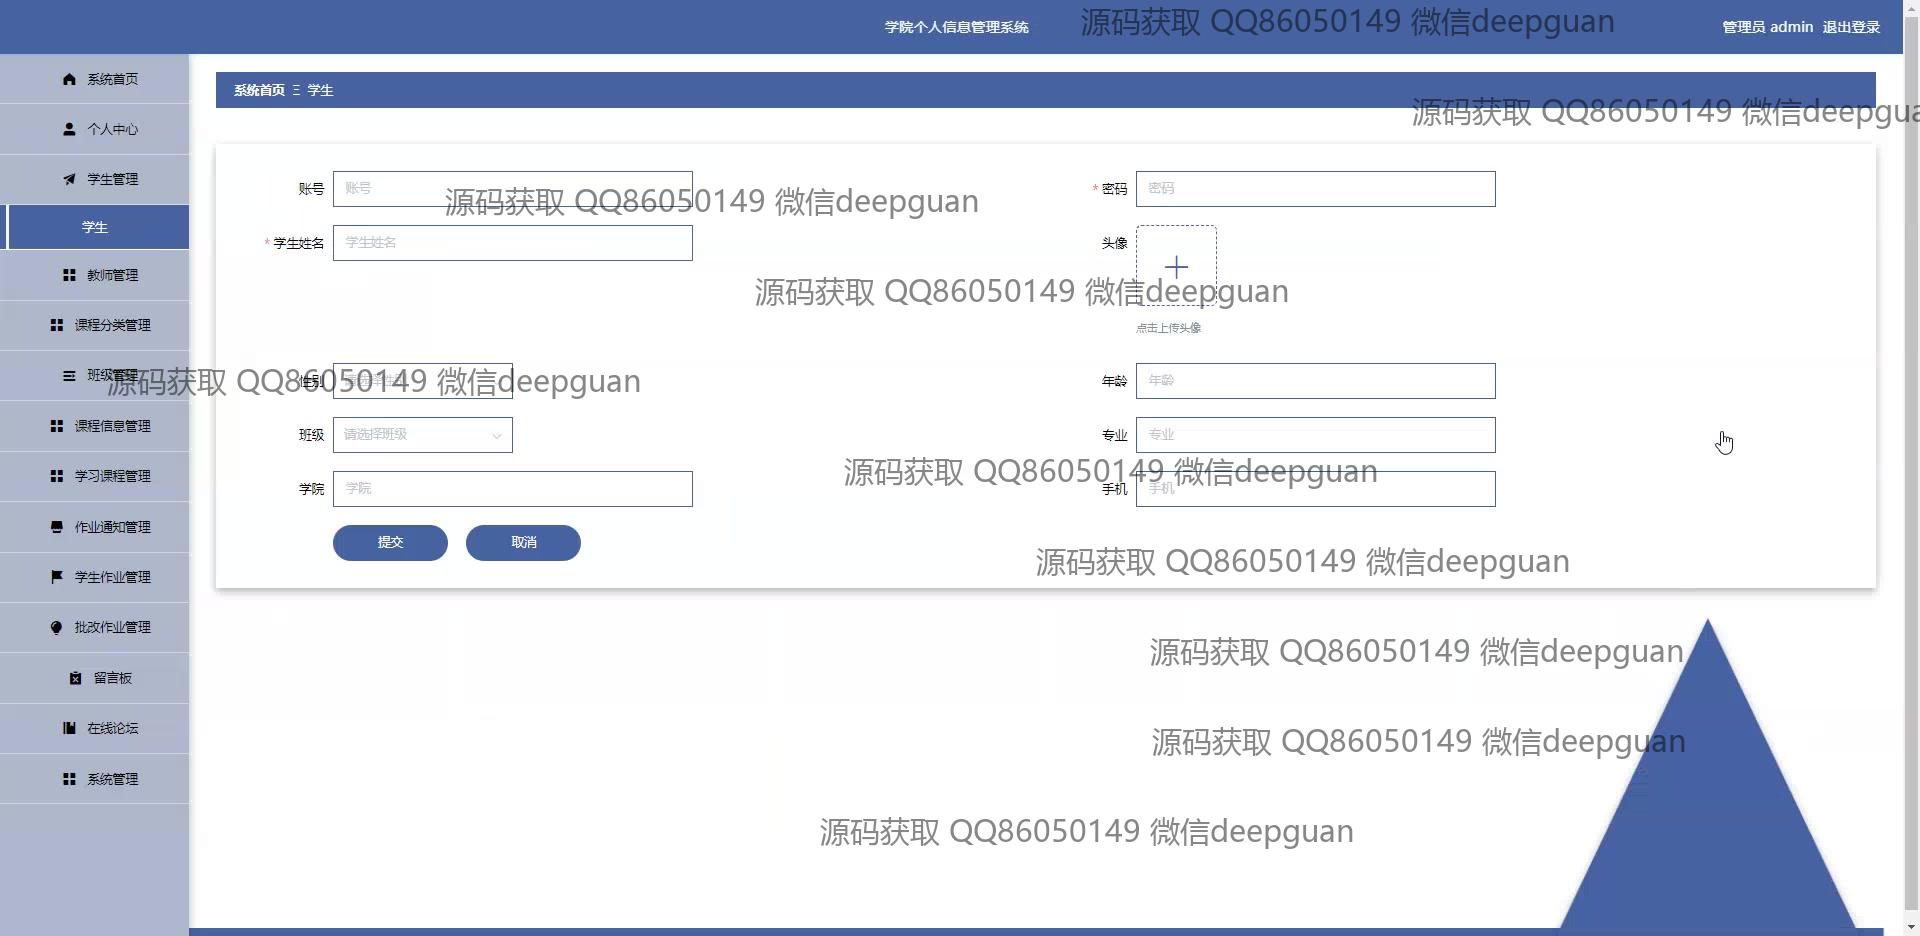 学院个人信息管理系统
源码获取 QQ86050149 微信deepguan
管理员 admin 退出登录
系统首页
个人中心
学生管理
学生
教师管理
课程分类管理
班级管理
课程信息管理
学习课程管理
作业通知管理
学生作业管理
批改作业管理
留言板
在线论坛
系统管理
系统首页 Ξ 学生
源码获取 QQ86050149 微信deepgua
账号 账号
* 密码 密码
源码获取 QQ86050149 微信deepguan
* 学生姓名 学生姓名
头像
源码获取 QQ86050149 微信deepguan
点击上传头像
性别
年龄 年龄
源码获取 QQ86050149 微信deepguan
班级 请选择班级
专业 专业
源码获取 QQ86050149 微信deepguan
学院 学院
手机 手机
提交 取消
源码获取 QQ86050149 微信deepguan
源码获取 QQ86050149 微信deepguan
源码获取 QQ86050149 微信deepguan
源码获取 QQ86050149 微信deepguan